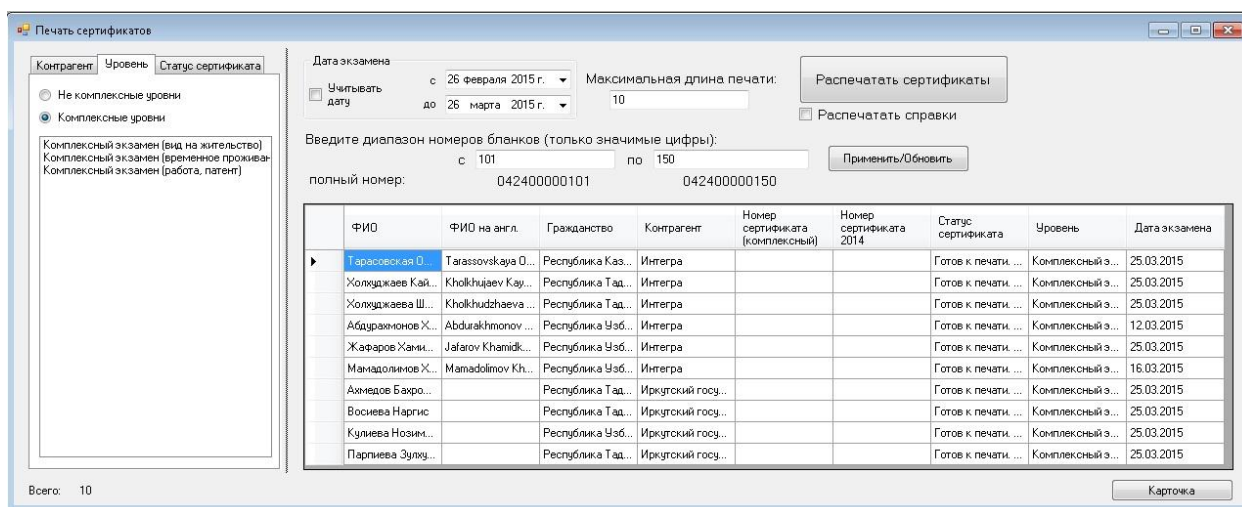 Печать сертификатов
Контрагент Уровень Статус сертификата
Не комплексные уровни
Комплексные уровни
Комплексный экзамен (вид на жительство)
Комплексный экзамен (временное прожива
Комплексный экзамен (работа, патент)
Дата экзамена
Учитывать дату
с 26 февраля 2015 г.
до 26 марта 2015 г.
Максимальная длина печати:
10
Распечатать сертификаты
Распечатать справки
Введите диапазон номеров бланков (только значимые цифры):
с 101 по 150
Применить/Обновить
полный номер: 042400000101 042400000150
ФИО ФИО на англ. Гражданство Контрагент Номер сертификата (комплексный) Номер сертификата 2014 Статус сертификата Уровень Дата экзамена
Тарасовская О... Tarassovskaya O... Республика Каз... Интегра Готов к печати. ... Комплексный э... 25.03.2015
Холхуджаев Кай... Kholkhujaev Kay... Республика Тад... Интегра Готов к печати. ... Комплексный э... 25.03.2015
Холхуджаева Ш... Kholkhudzhaeva ... Республика Тад... Интегра Готов к печати. ... Комплексный э... 25.03.2015
Абдурахмонов Х... Abdurakhmonov ... Республика Узб... Интегра Готов к печати. ... Комплексный э... 12.03.2015
Жафаров Хами... Jafarov Khamidk... Республика Узб... Интегра Готов к печати. ... Комплексный э... 25.03.2015
Мамадолимов Х... Mamadolimov Kh... Республика Узб... Интегра Готов к печати. ... Комплексный э... 16.03.2015
Ахмедов Бахро... Республика Тад... Иркутский госу... Готов к печати. ... Комплексный э... 25.03.2015
Восиева Наргис Республика Тад... Иркутский госу... Готов к печати. ... Комплексный э... 25.03.2015
Кулиева Нозим... Республика Узб... Иркутский госу... Готов к печати. ... Комплексный э... 25.03.2015
Парпиева Зулху... Республика Тад... Иркутский госу... Готов к печати. ... Комплексный э... 25.03.2015
Всего: 10
Карточка